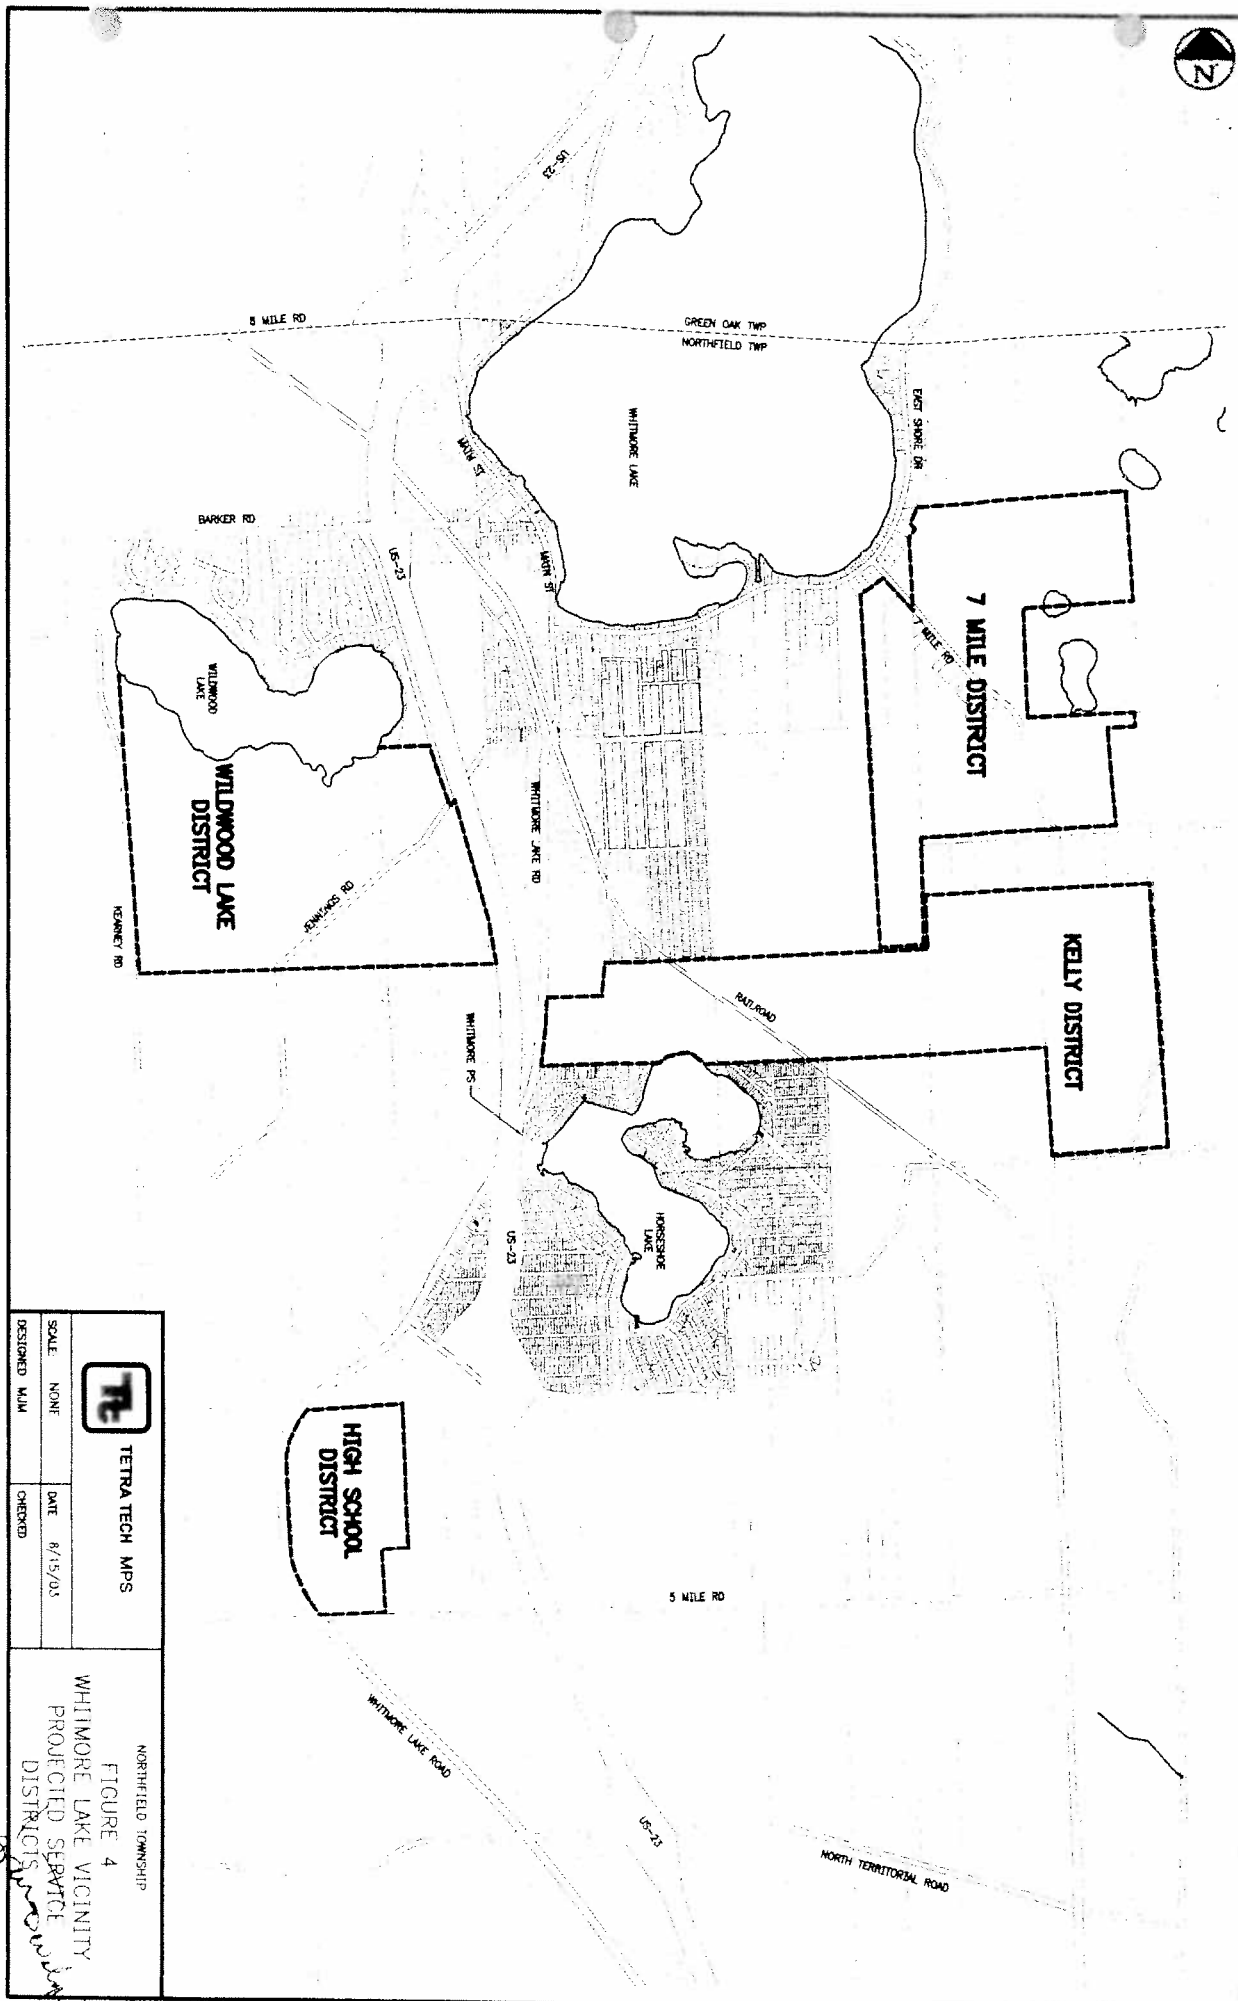 N
US-23
8 MILE RD
GREEN OAK TWP
NORTHFIELD TWP
EAST SHORE DR
WHITMORE LAKE
MAIN ST
BARKER RD
US-23
MAIN ST
7 MILE DISTRICT
7 MILE RD
WILDWOOD
LAKE
WILDWOOD LAKE
DISTRICT
WHITMORE LAKE RD
JENNINGS RD
KEARNEY RD
KELLY DISTRICT
RAILROAD
WHITMORE PS
HORSESHOE
LAKE
US-23
HIGH SCHOOL
DISTRICT
5 MILE RD
WHITMORE LAKE ROAD
US-23
NORTH TERRITORIAL ROAD
TETRA TECH MPS
SCALE: NONE
DATE 8/15/03
DESIGNED MJM
CHECKED
NORTHFIELD TOWNSHIP
FIGURE 4
WHITMORE LAKE VICINITY
PROJECTED SERVICE
DISTRICTS